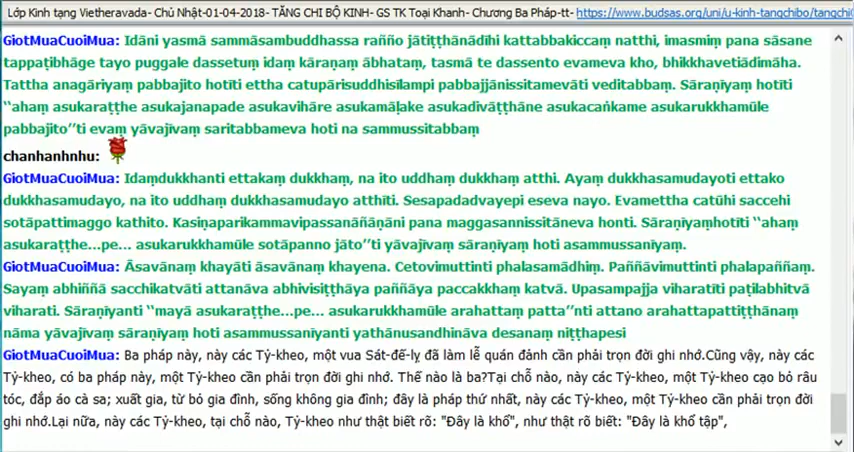 Lớp Kinh tạng Vietheravada- Chủ Nhật-01-04-2018- TĂNG CHI BỘ KINH- GS TK Toại Khanh- Chương Ba Pháp-tt- https://www.budsas.org/uni/u-kinh-tangchibo/tangchi
GiotMuaCuoiMua: Idāni yasmā sammāsambuddhassa rañño jātiṭṭhānādīhi kattabbakiccaṃ natthi, imasmiṃ pana sāsane
tappaṭibhāge tayo puggale dassetuṃ idaṃ kāraṇaṃ ābhataṃ, tasmā te dassento evameva kho, bhikkhavetiādimāha.
Tattha anagāriyaṃ pabbajito hotīti ettha catupārisuddhisīlampi pabbajjānissitamevāti veditabbaṃ. Sāraṇīyaṃ hotīti
‘‘ahaṃ asukaraṭṭhe asukajanapade asukavihāre asukamāḷake asukadivāṭṭhāne asukacaṅkame asukarukkhamūle
pabbajito’’ti evaṃ yāvajīvaṃ saritabbameva hoti na sammussitabbaṃ
chanhanhnhu:
GiotMuaCuoiMua: Idaṃdukkhanti ettakaṃ dukkhaṃ, na ito uddhaṃ dukkhaṃ atthi. Ayaṃ dukkhasamudayoti ettako
dukkhasamudayo, na ito uddhaṃ dukkhasamudayo atthīti. Sesapadadvayepi eseva nayo. Evamettha catūhi saccehi
sotāpattimaggo kathito. Kasiṇaparikammavipassanāñāṇāni pana maggasannissitāneva honti. Sāraṇīyaṃhotīti ‘‘ahaṃ
asukaraṭṭhe…pe… asukarukkhamūle sotāpanno jāto’’ti yāvajīvaṃ sāraṇīyaṃ hoti asammussanīyaṃ.
GiotMuaCuoiMua: Āsavānaṃ khayāti āsavānaṃ khayena. Cetovimuttinti phalasamādhiṃ. Paññāvimuttinti phalapaññaṃ.
Sayaṃ abhiññā sacchikatvāti attanāva abhivisiṭṭhāya paññāya paccakkhaṃ katvā. Upasampajja viharatīti paṭilabhitvā
viharati. Sāraṇīyanti ‘‘mayā asukaraṭṭhe…pe… asukarukkhamūle arahattaṃ patta’’nti attano arahattapattiṭṭhānaṃ
nāma yāvajīvaṃ sāraṇīyaṃ hoti asammussanīyanti yathānusandhināva desanaṃ niṭṭhapesi
GiotMuaCuoiMua: Ba pháp này, này các Tỷ-kheo, một vua Sát-đế-lỵ đã làm lễ quán đảnh cần phải trọn đời ghi nhớ.Cũng vậy, này các
Tỷ-kheo, có ba pháp này, một Tỷ-kheo cần phải trọn đời ghi nhớ. Thế nào là ba?Tại chỗ nào, này các Tỷ-kheo, một Tỷ-kheo cạo bỏ râu
tóc, đắp áo cà sa; xuất gia, từ bỏ gia đình, sống không gia đình; đây là pháp thứ nhất, này các Tỷ-kheo, một Tỷ-kheo cần phải trọn đời
ghi nhớ.Lại nữa, này các Tỷ-kheo, tại chỗ nào, Tỷ-kheo như thật biết rõ: "Đây là khổ", như thật rõ biết: "Đây là khổ tập",